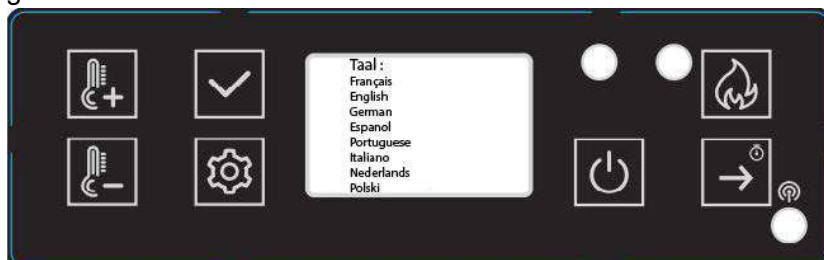 g
Taal :
Français
English
German
Espanol
Portuguese
Italiano
Nederlands
Polski